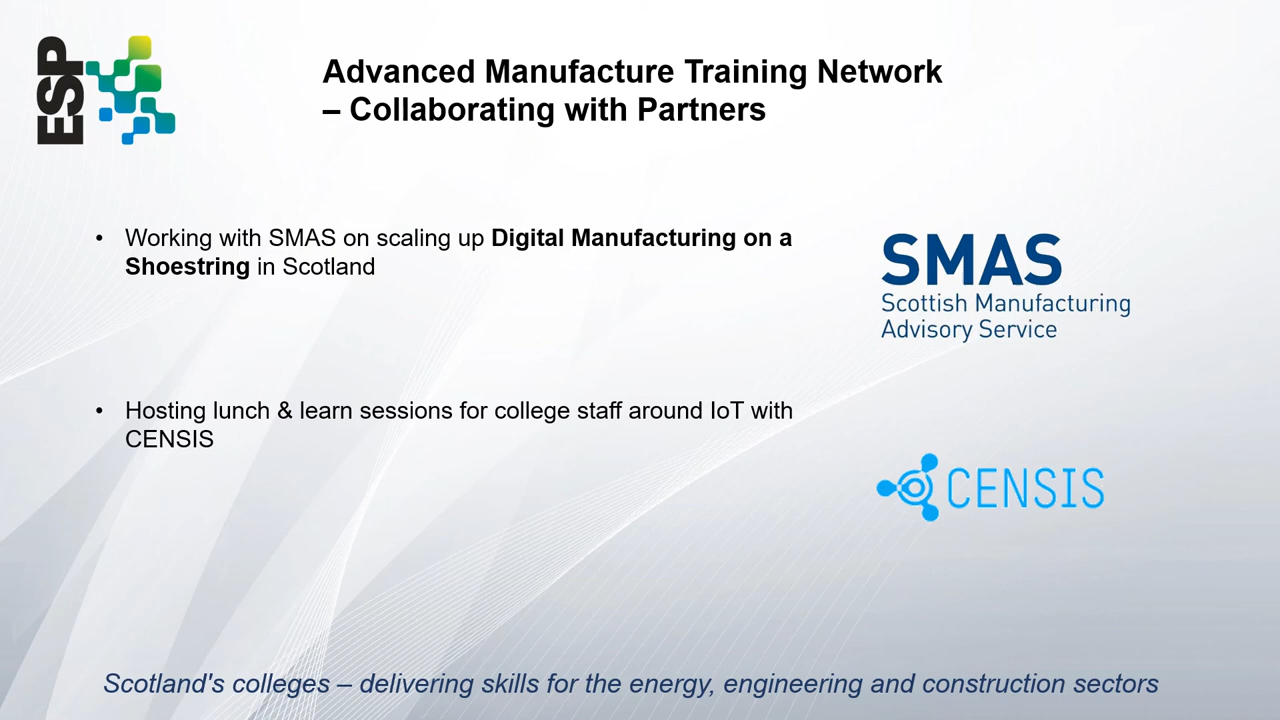 ESP
Advanced Manufacture Training Network
– Collaborating with Partners
• Working with SMAS on scaling up Digital Manufacturing on a
Shoestring in Scotland
SMAS
Scottish Manufacturing
Advisory Service
• Hosting lunch & learn sessions for college staff around IoT with
CENSIS
CENSIS
Scotland's colleges – delivering skills for the energy, engineering and construction sectors